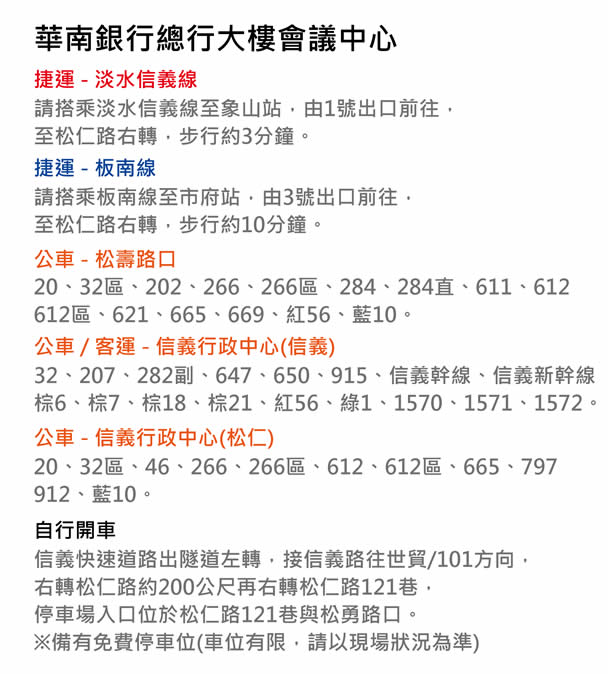 華南銀行總行大樓會議中心
捷運 - 淡水信義線
請搭乘淡水信義線至象山站，由1號出口前往，
至松仁路右轉，步行約3分鐘。
捷運 - 板南線
請搭乘板南線至市府站，由3號出口前往，
至松仁路右轉，步行約10分鐘。
公車 - 松壽路口
20、32區、202、266、266區、284、284直、611、612
612區、621、665、669、紅56、藍10。
公車 / 客運 - 信義行政中心(信義)
32、207、282副、647、650、915、信義幹線、信義新幹線
棕6、棕7、棕18、棕21、紅56、綠1、1570、1571、1572。
公車 - 信義行政中心(松仁)
20、32區、46、266、266區、612、612區、665、797
912、藍10。
自行開車
信義快速道路出隧道左轉，接信義路往世貿/101方向，
右轉松仁路約200公尺再右轉松仁路121巷，
停車場入口位於松仁路121巷與松勇路口。
※備有免費停車位(車位有限，請以現場狀況為準)